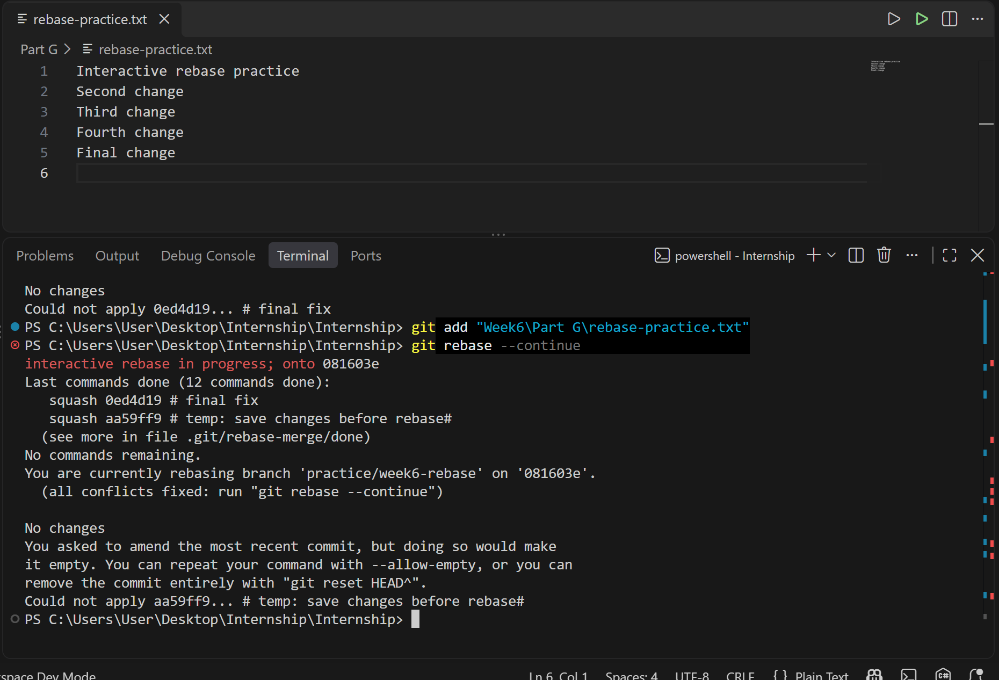 rebase-practice.txt
Part G > rebase-practice.txt
1 Interactive rebase practice
2 Second change
3 Third change
4 Fourth change
5 Final change
6
Problems Output Debug Console Terminal Ports powershell - Internship
No changes
Could not apply 0ed4d19... # final fix
PS C:\Users\User\Desktop\Internship\Internship> git add "Week6\Part G\rebase-practice.txt"
PS C:\Users\User\Desktop\Internship\Internship> git rebase --continue
interactive rebase in progress; onto 081603e
Last commands done (12 commands done):
   squash 0ed4d19 # final fix
   squash aa59ff9 # temp: save changes before rebase#
  (see more in file .git/rebase-merge/done)
No commands remaining.
You are currently rebasing branch 'practice/week6-rebase' on '081603e'.
  (all conflicts fixed: run "git rebase --continue")
No changes
You asked to amend the most recent commit, but doing so would make
it empty. You can repeat your command with --allow-empty, or you can
remove the commit entirely with "git reset HEAD^".
Could not apply aa59ff9... # temp: save changes before rebase#
PS C:\Users\User\Desktop\Internship\Internship>
space Dev Mode Ln 6, Col 1 Spaces: 4 UTF-8 CRLF { } Plain Text